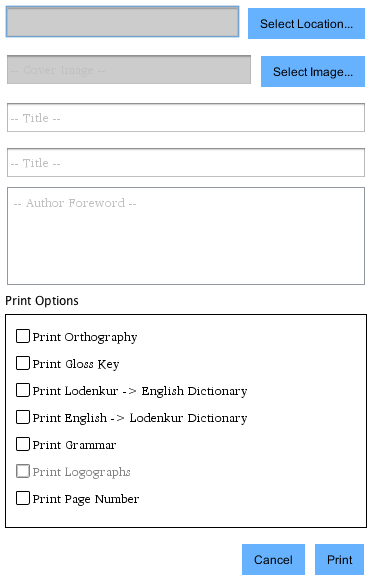 Select Location...
-- Cover Image -- Select Image...
-- Title --
-- Title --
-- Author Foreword --
Print Options
Print Orthography
Print Gloss Key
Print Lodenkur -> English Dictionary
Print English -> Lodenkur Dictionary
Print Grammar
Print Logographs
Print Page Number
Cancel Print